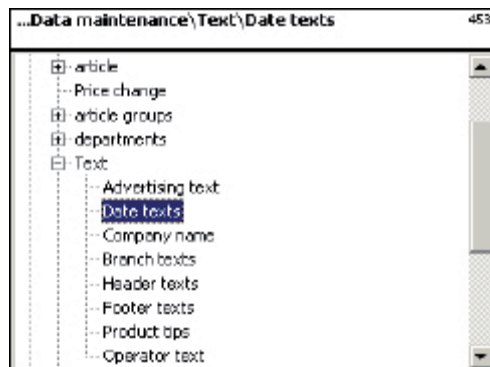 ...Data maintenance\Text\Date texts 453
article
Price change
article groups
departments
Text
Advertising text
Date texts
Company name
Branch texts
Header texts
Footer texts
Product tips
Operator text